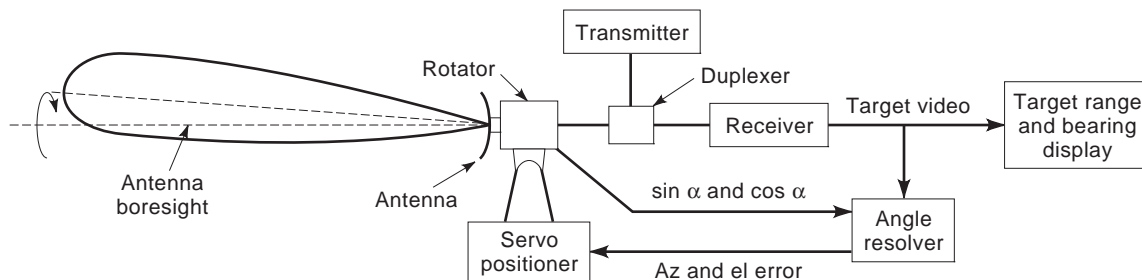 Transmitter
Rotator
Duplexer
Target video
Receiver
Target range
and bearing
display
Antenna
boresight
Antenna
sin α and cos α
Angle
resolver
Servo
positioner
Az and el error